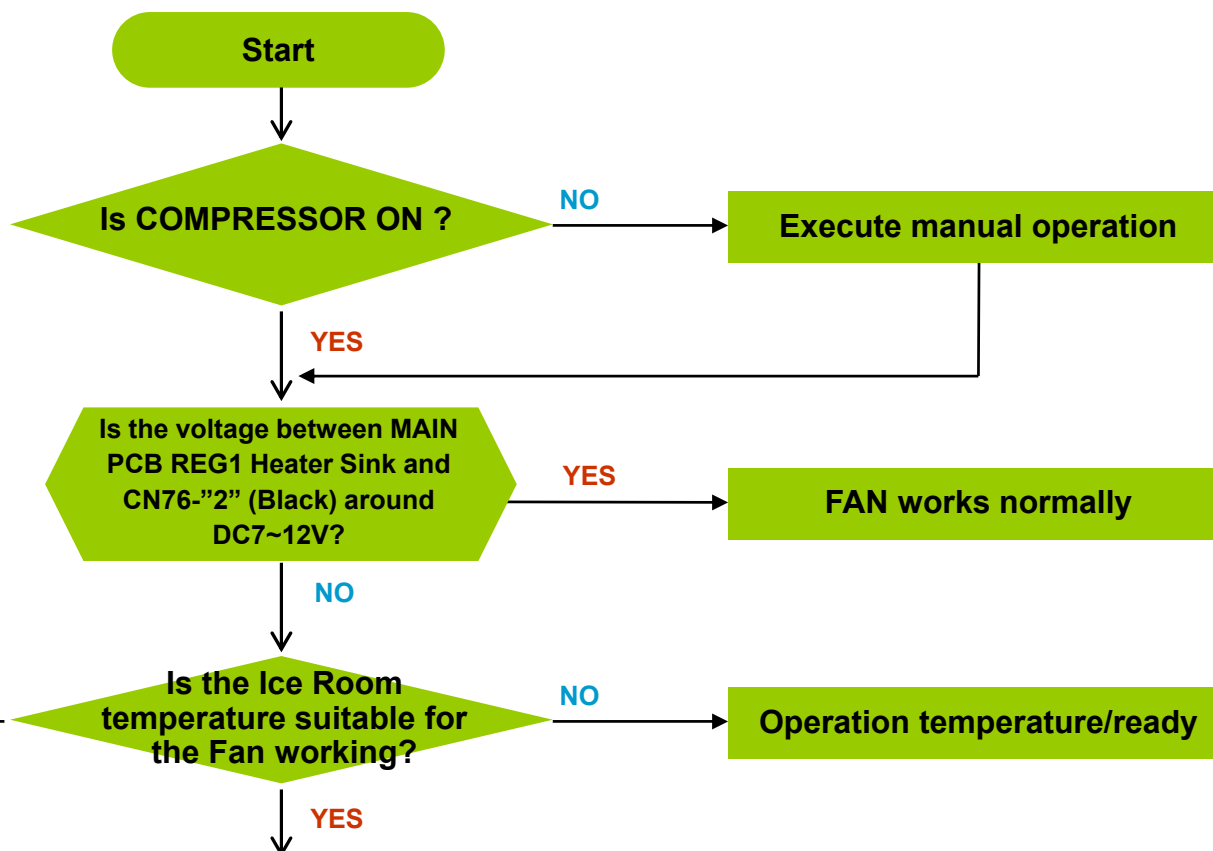 Start
Is COMPRESSOR ON ?
NO
Execute manual operation
YES
Is the voltage between MAIN
PCB REG1 Heater Sink and
CN76-”2” (Black) around
DC7~12V?
YES
FAN works normally
NO
Is the Ice Room
temperature suitable for
the Fan working?
NO
Operation temperature/ready
YES